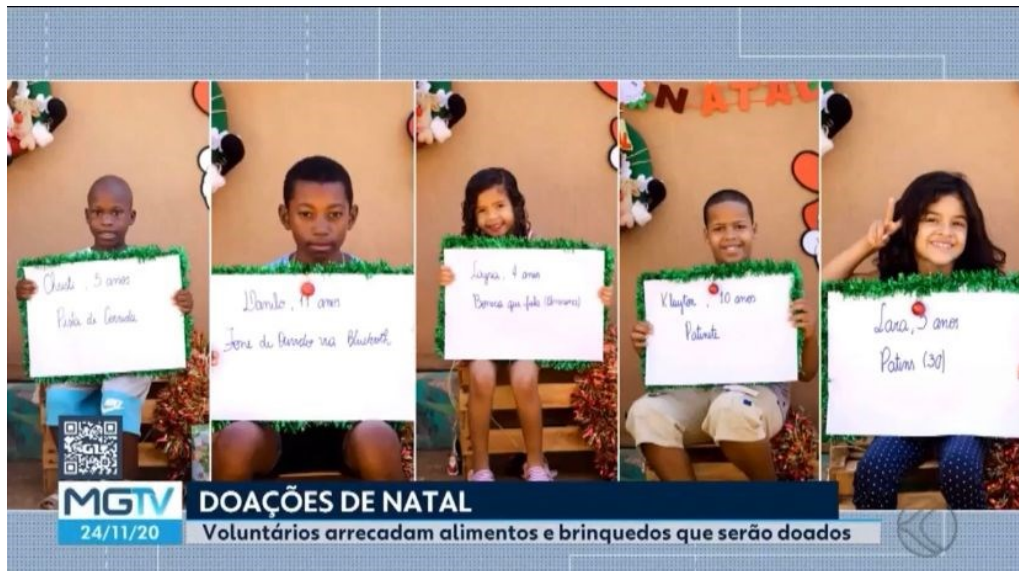 NATAL
5 anos
Pista de Corrida
Danilo, 11 anos
Fone de Ouvido via Bluetooth
4 anos
Boneca que fala
Kleyton, 10 anos
Patinete
Lara, 5 anos
Patins (30)
G1
MGTV
24/11/20
DOAÇÕES DE NATAL
Voluntários arrecadam alimentos e brinquedos que serão doados